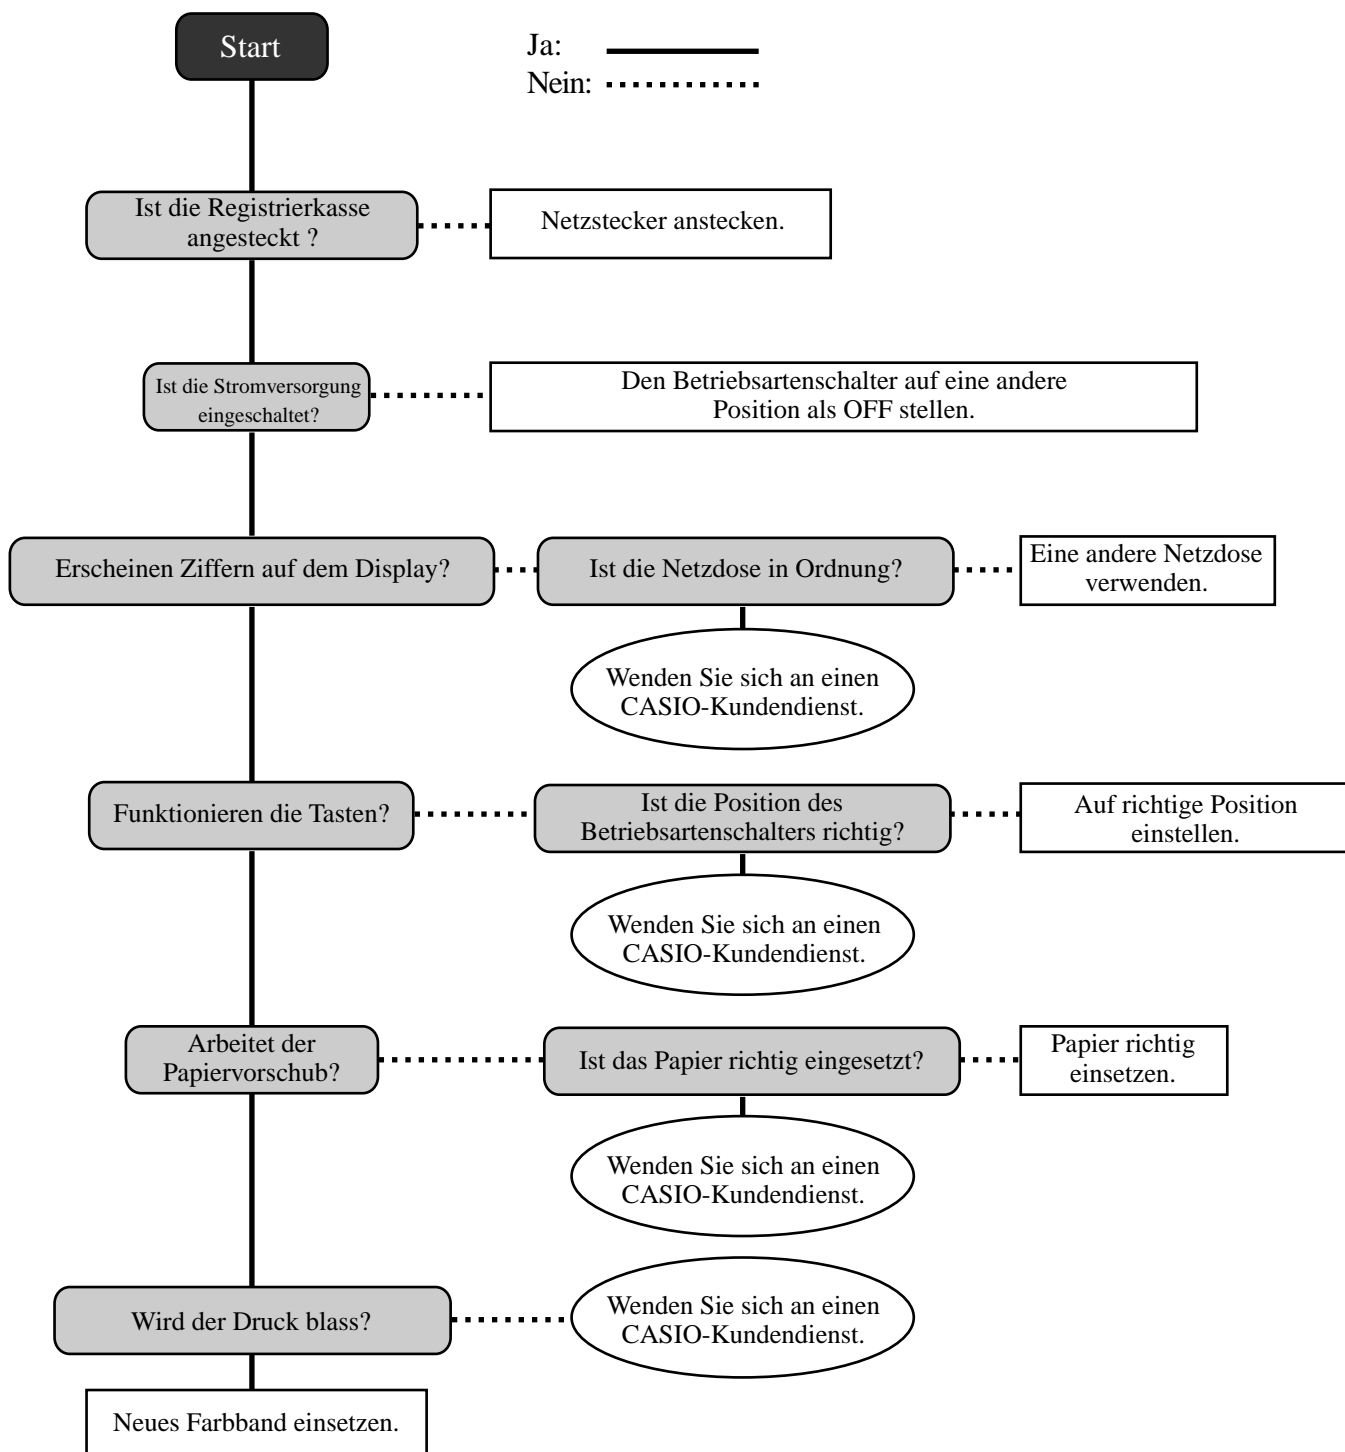 Start
Ja:
Nein:
Ist die Registrierkasse
angesteckt ?
Netzstecker anstecken.
Ist die Stromversorgung
eingeschaltet?
Den Betriebsartenschalter auf eine andere
Position als OFF stellen.
Erscheinen Ziffern auf dem Display?
Ist die Netzdose in Ordnung?
Eine andere Netzdose
verwenden.
Wenden Sie sich an einen
CASIO-Kundendienst.
Funktionieren die Tasten?
Ist die Position des
Betriebsartenschalters richtig?
Auf richtige Position
einstellen.
Wenden Sie sich an einen
CASIO-Kundendienst.
Arbeitet der
Papiervorschub?
Ist das Papier richtig eingesetzt?
Papier richtig
einsetzen.
Wenden Sie sich an einen
CASIO-Kundendienst.
Wird der Druck blass?
Wenden Sie sich an einen
CASIO-Kundendienst.
Neues Farbband einsetzen.